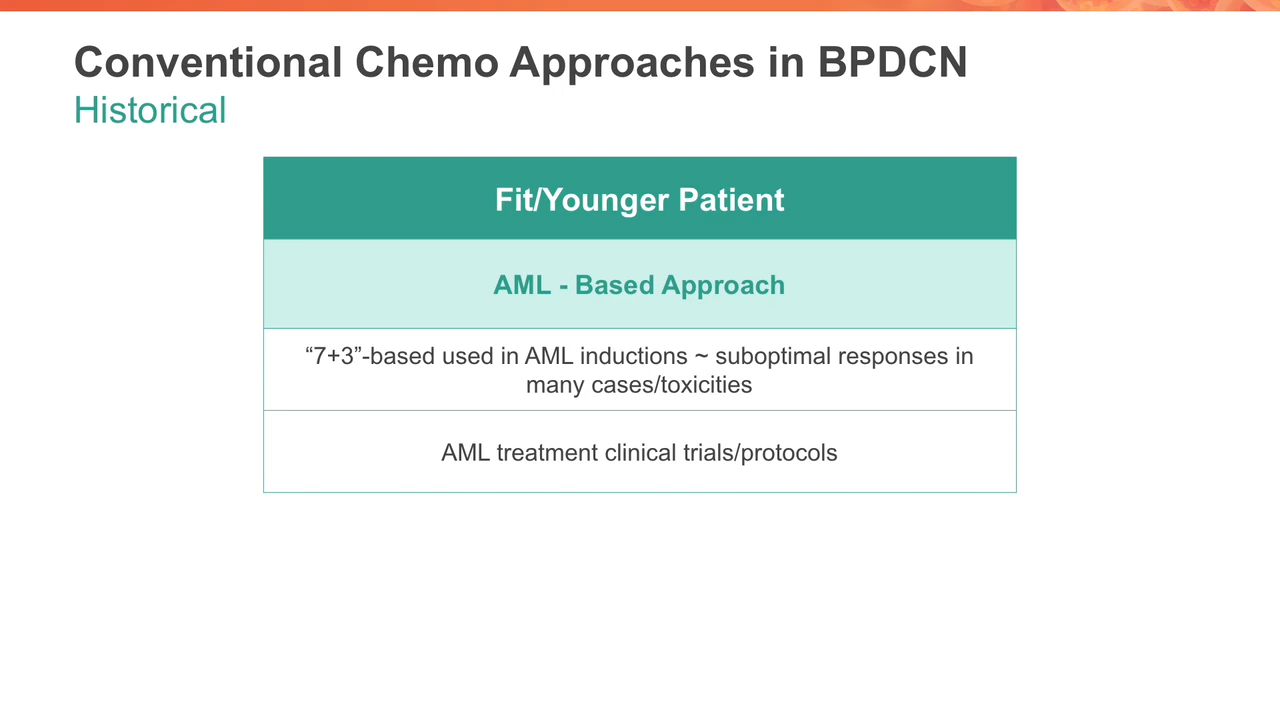 Conventional Chemo Approaches in BPDCN
Historical
Fit/Younger Patient
AML - Based Approach
“7+3”-based used in AML inductions ~ suboptimal responses in
many cases/toxicities
AML treatment clinical trials/protocols